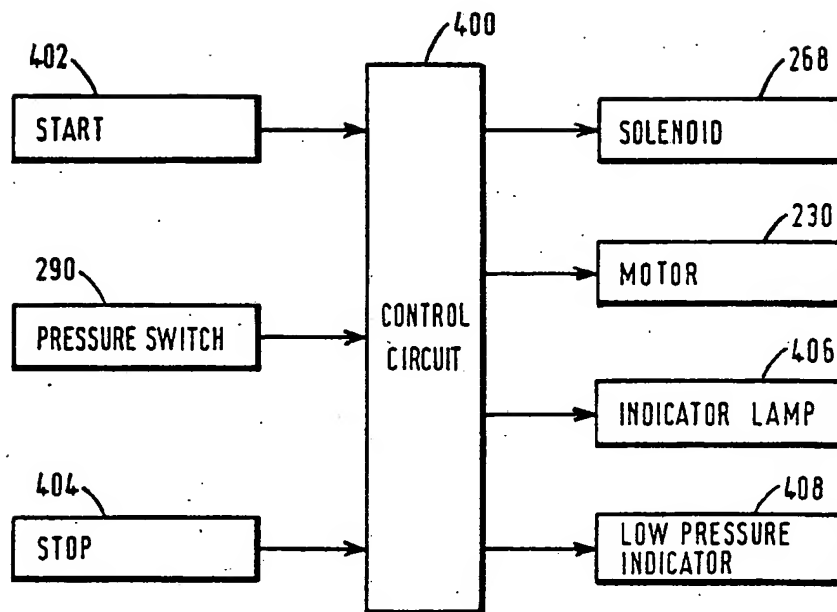 400
402
268
START
SOLENOID
290
230
PRESSURE SWITCH
MOTOR
CONTROL
CIRCUIT
406
INDICATOR LAMP
404
408
STOP
LOW PRESSURE
INDICATOR